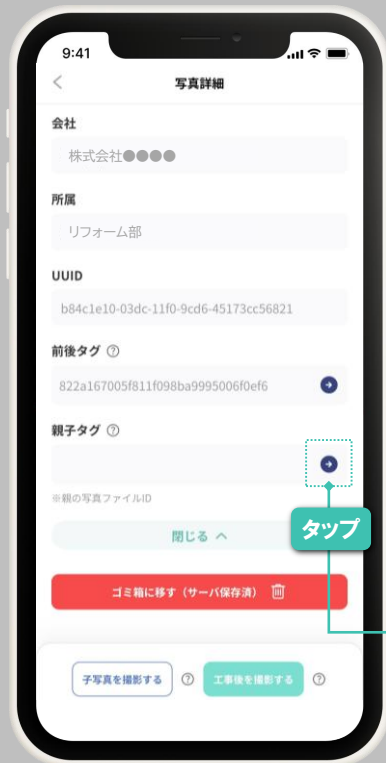 9:41
写真詳細
会社
株式会社●●●●
所属
リフォーム部
UUID
b84c1e10-03dc-11f0-9cd6-45173cc56821
前後タグ ?
822a167005f811f098ba9995006f0ef6
親子タグ ?
※親の写真ファイルID
タップ
閉じる
ゴミ箱に移す（サーバ保存済）
子写真を撮影する ? 工事後を撮影する ?